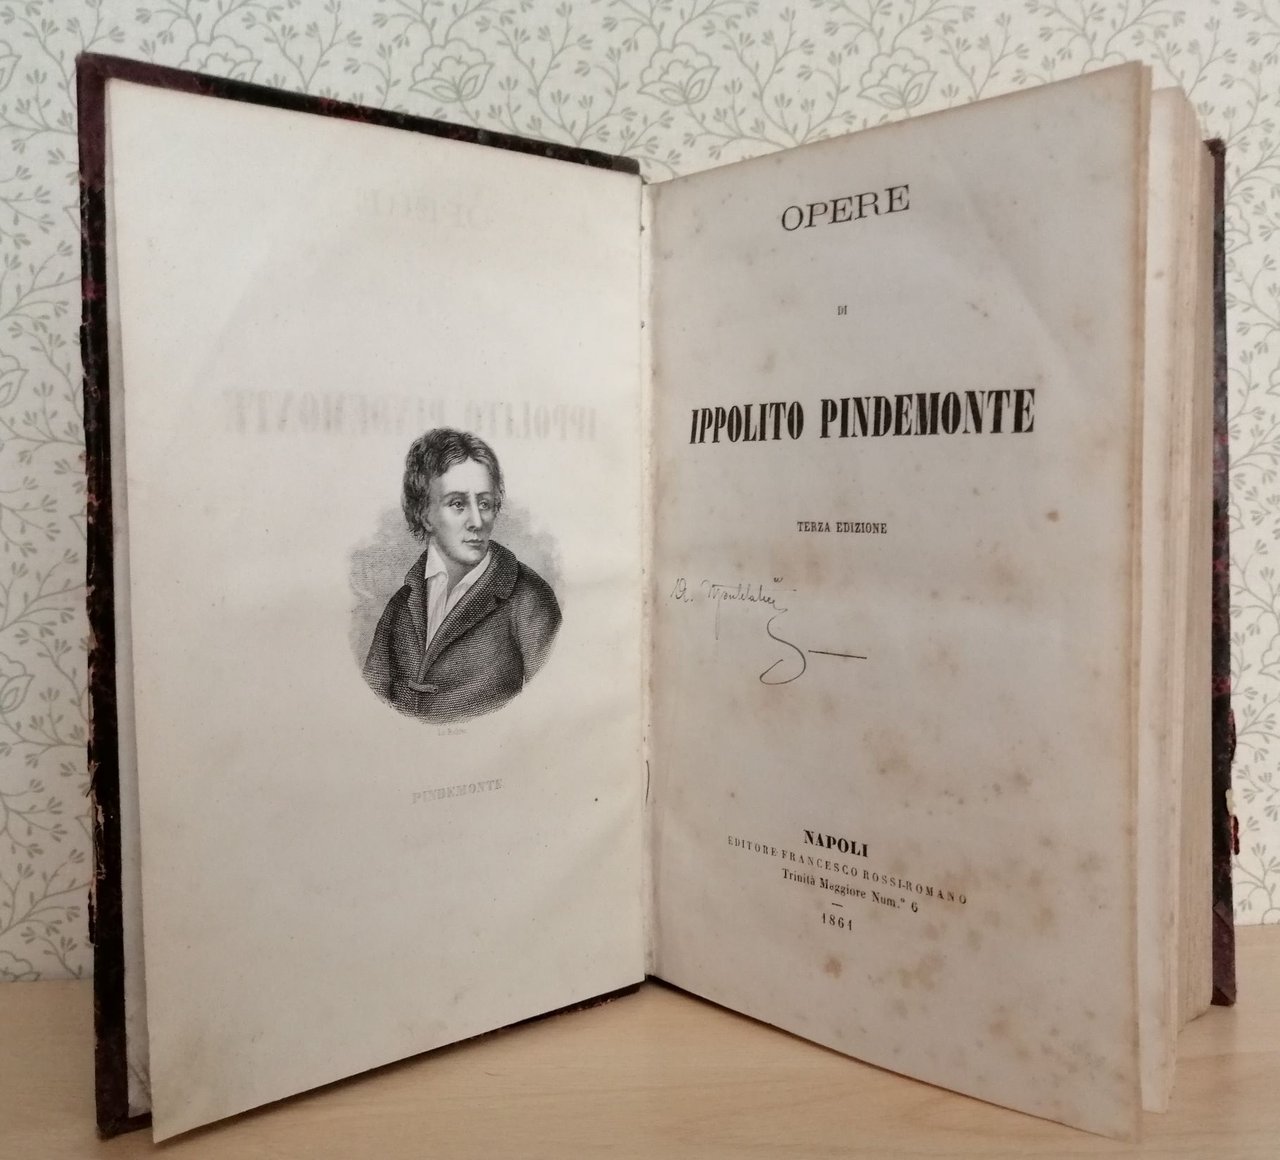 PINDEMONTE
OPERE
DI
IPPOLITO PINDEMONTE
TERZA EDIZIONE
NAPOLI
EDITORE FRANCESCO ROSSI-ROMANO
Trinità Maggiore Num.° 6
1861